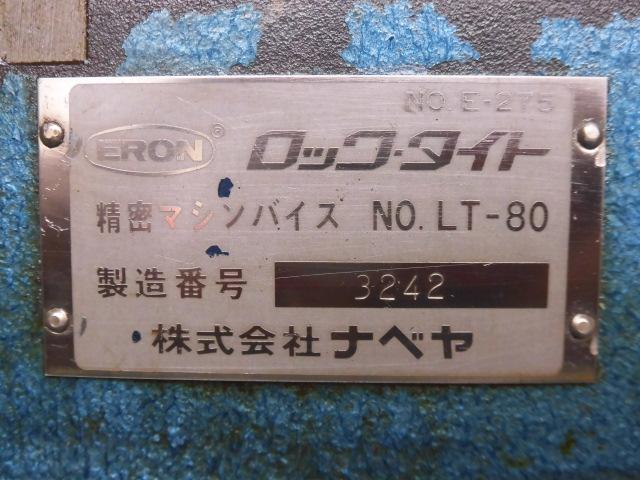 NO. E-275
ERON® ロック・タイト
精密マシンバイス NO. LT-80
製造番号 3242
株式会社ナベヤ